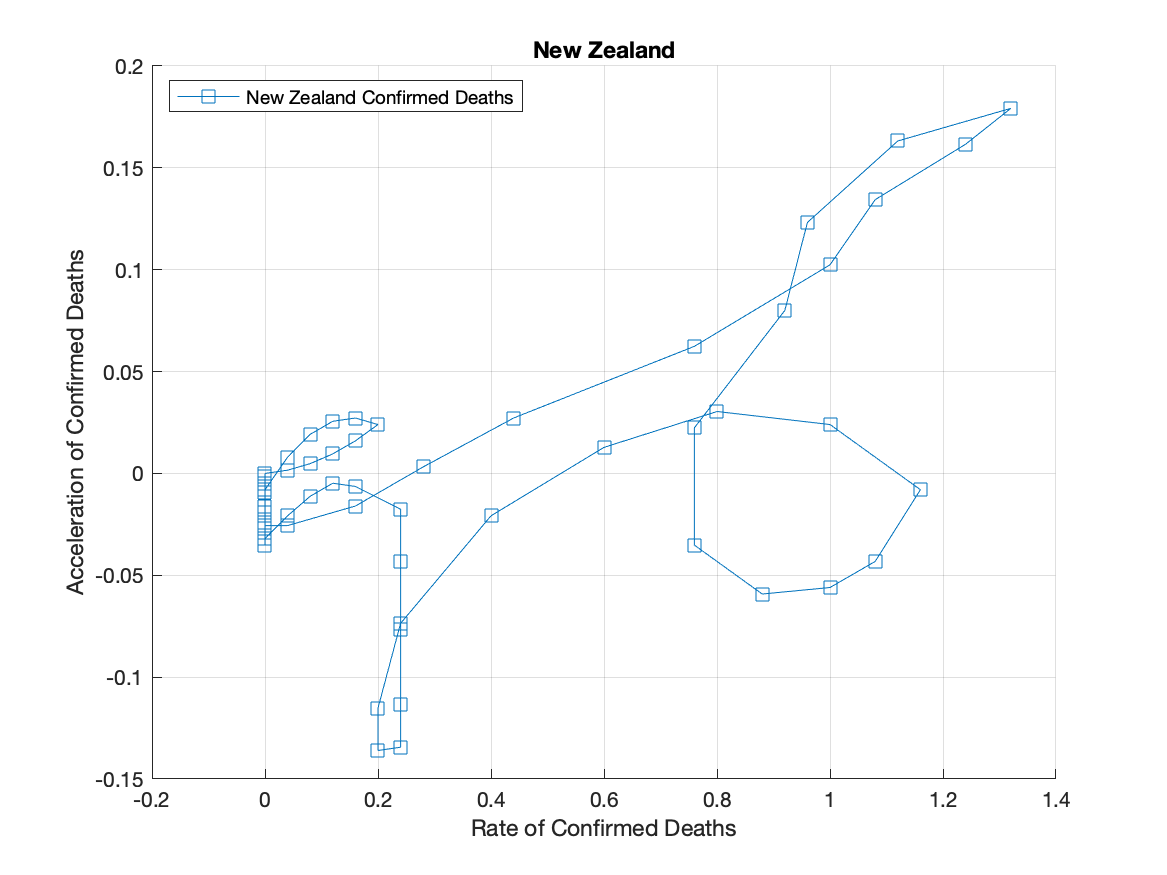 New Zealand
New Zealand Confirmed Deaths
Acceleration of Confirmed Deaths
0.2
0.15
0.1
0.05
0
-0.05
-0.1
-0.15
-0.2 0 0.2 0.4 0.6 0.8 1 1.2 1.4
Rate of Confirmed Deaths